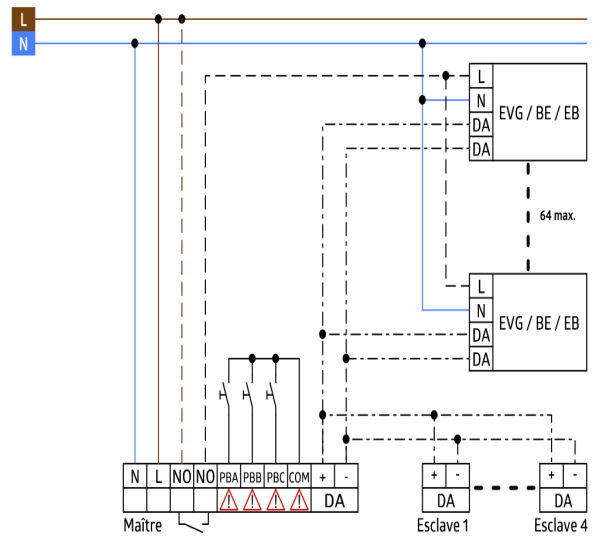 L
N
L
N
DA
DA
EVG / BE / EB
64 max.
L
N
DA
DA
EVG / BE / EB
N L NO NO PBA PBB PBC COM + -
DA
Maître
+ -
DA
Esclave 1
+ -
DA
Esclave 4